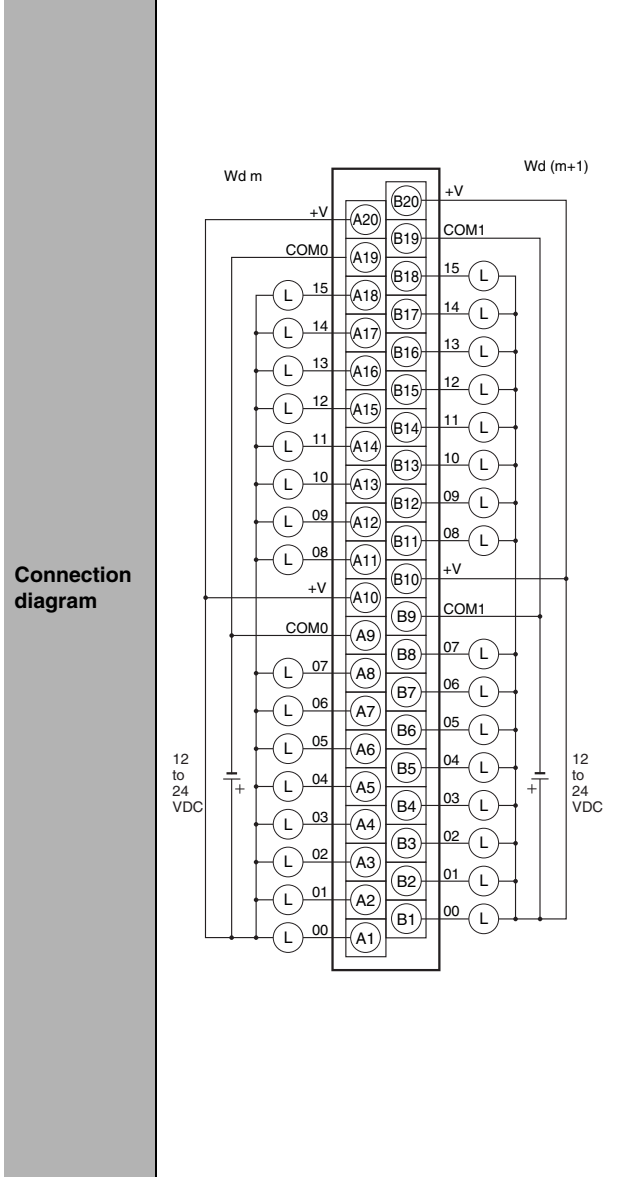 Connection
diagram
Wd m
Wd (m+1)
+V A20
B20 +V
COM0 A19
B19 COM1
L 15 A18
B18 15 L
L 14 A17
B17 14 L
L 13 A16
B16 13 L
L 12 A15
B15 12 L
L 11 A14
B14 11 L
L 10 A13
B13 10 L
L 09 A12
B12 09 L
L 08 A11
B11 08 L
+V A10
B10 +V
COM0 A9
B9 COM1
L 07 A8
B8 07 L
L 06 A7
B7 06 L
L 05 A6
B6 05 L
L 04 A5
B5 04 L
L 03 A4
B4 03 L
L 02 A3
B3 02 L
L 01 A2
B2 01 L
L 00 A1
B1 00 L
12
to
24
VDC
+
12
to
24
VDC
+